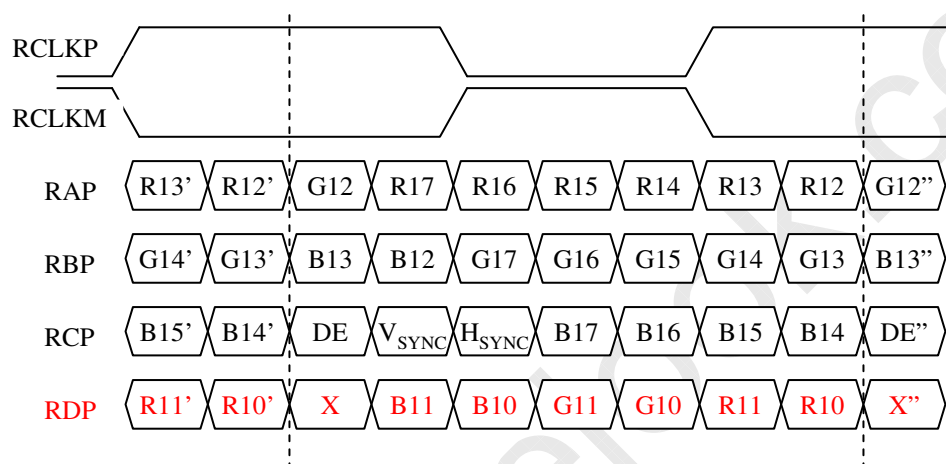 RCLKP
RCLKM
RAP R13’ R12’ G12 R17 R16 R15 R14 R13 R12 G12”
RBP G14’ G13’ B13 B12 G17 G16 G15 G14 G13 B13”
RCP B15’ B14’ DE VSYNC HSYNC B17 B16 B15 B14 DE”
RDP R11’ R10’ X B11 B10 G11 G10 R11 R10 X”